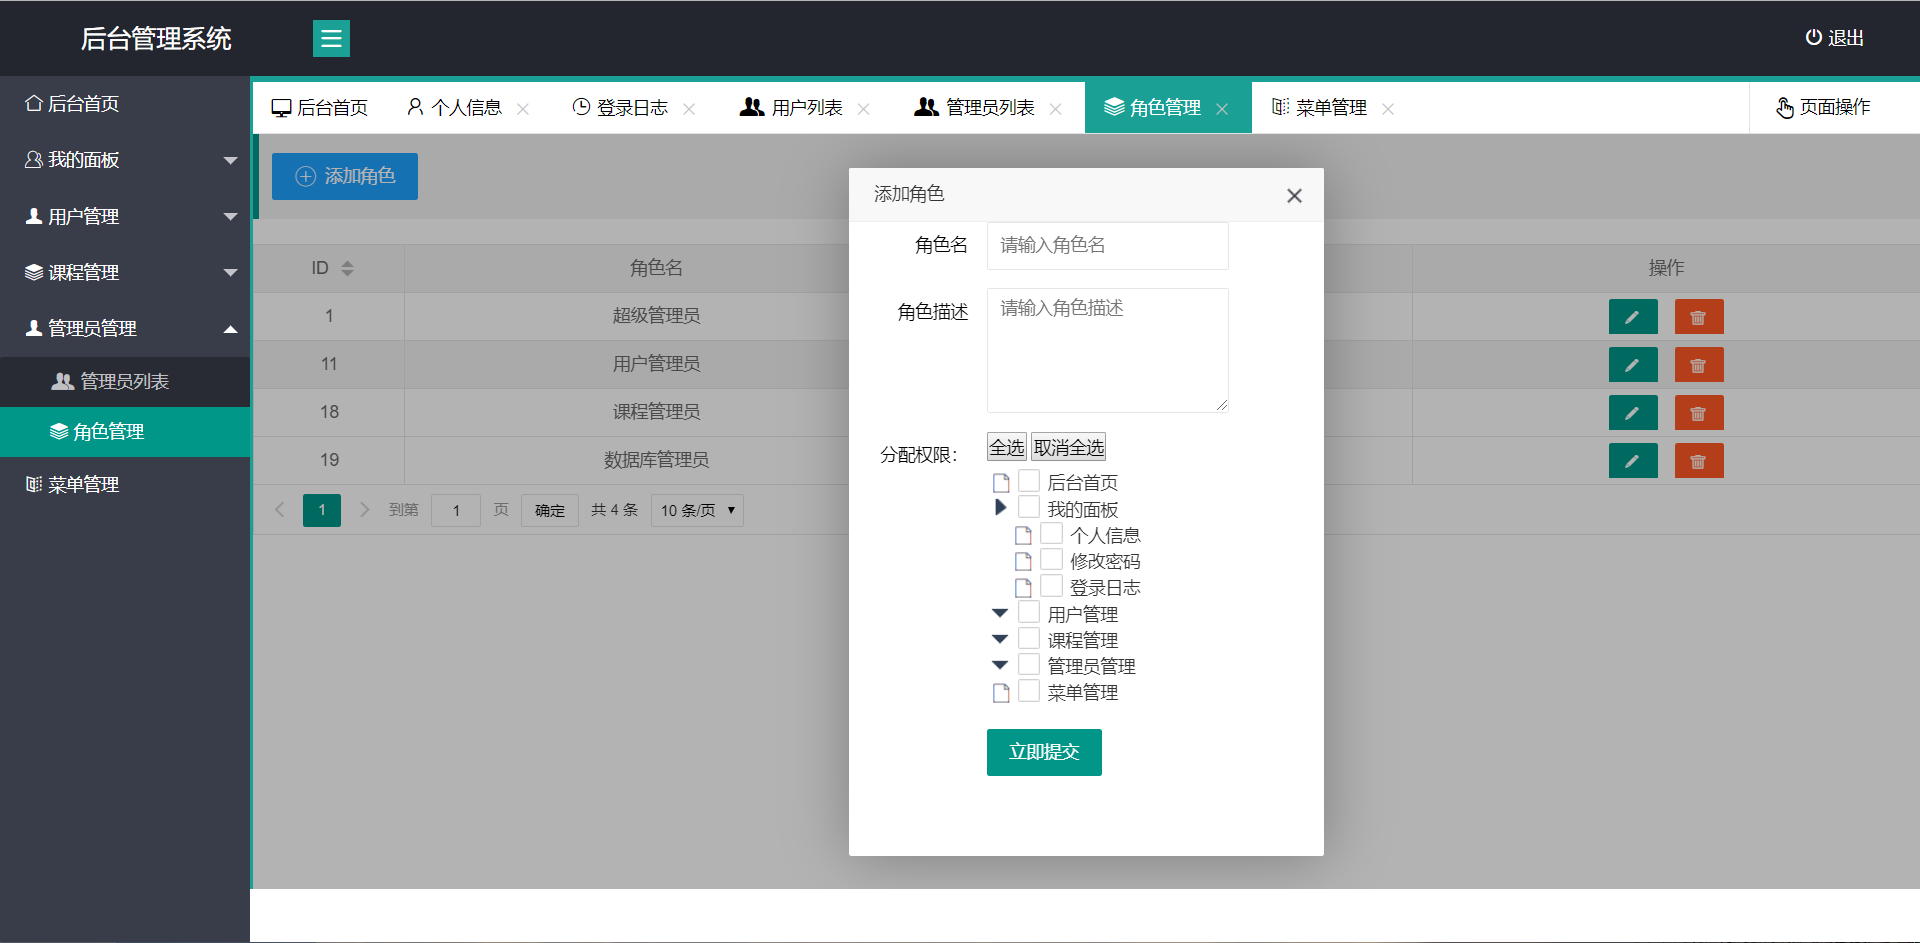 后台管理系统
退出
后台首页
我的面板
用户管理
课程管理
管理员管理
管理员列表
角色管理
菜单管理
后台首页 个人信息 登录日志 用户列表 管理员列表 角色管理 菜单管理 页面操作
添加角色
ID 角色名 操作
1 超级管理员
11 用户管理员
18 课程管理员
19 数据库管理员
1 到第 1 页 确定 共 4 条 10 条/页
添加角色
角色名 请输入角色名
角色描述 请输入角色描述
分配权限： 全选 取消全选
后台首页
我的面板
个人信息
修改密码
登录日志
用户管理
课程管理
管理员管理
菜单管理
立即提交